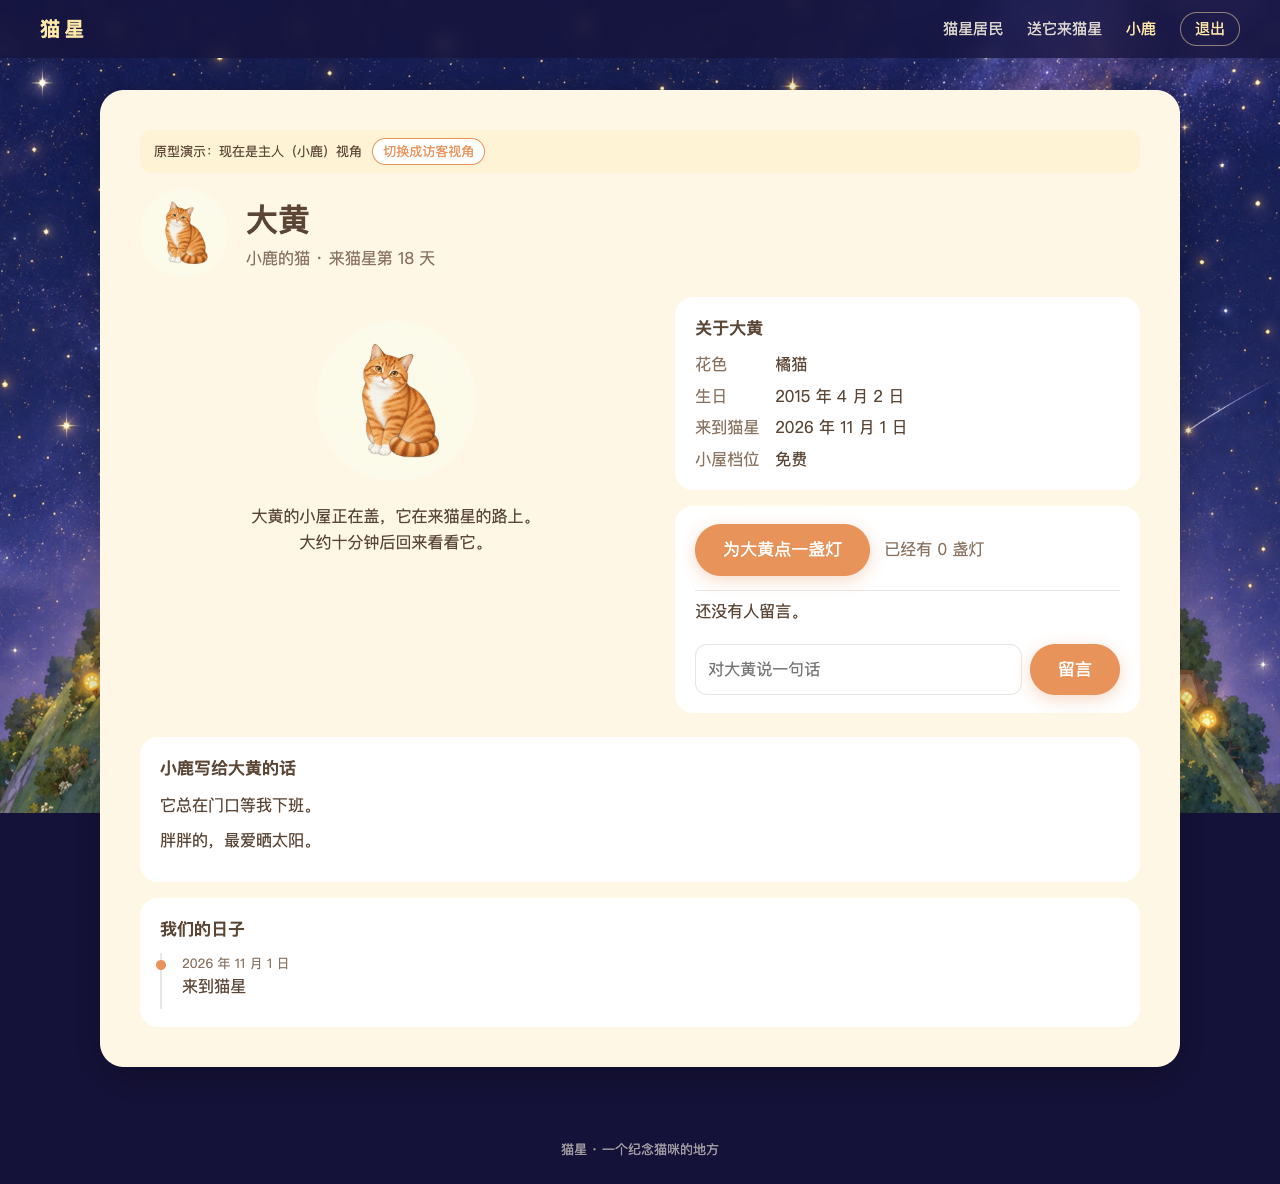 猫星
猫星居民
送它来猫星
小鹿
退出
原型演示：现在是主人（小鹿）视角
切换成访客视角
大黄
小鹿的猫 · 来猫星第 18 天
大黄的小屋正在盖，它在来猫星的路上。
大约十分钟后回来看看它。
关于大黄
花色 橘猫
生日 2015 年 4 月 2 日
来到猫星 2026 年 11 月 1 日
小屋档位 免费
为大黄点一盏灯 已经有 0 盏灯
还没有人留言。
对大黄说一句话
留言
小鹿写给大黄的话
它总在门口等我下班。
胖胖的，最爱晒太阳。
我们的日子
2026 年 11 月 1 日
来到猫星
猫星 · 一个纪念猫咪的地方